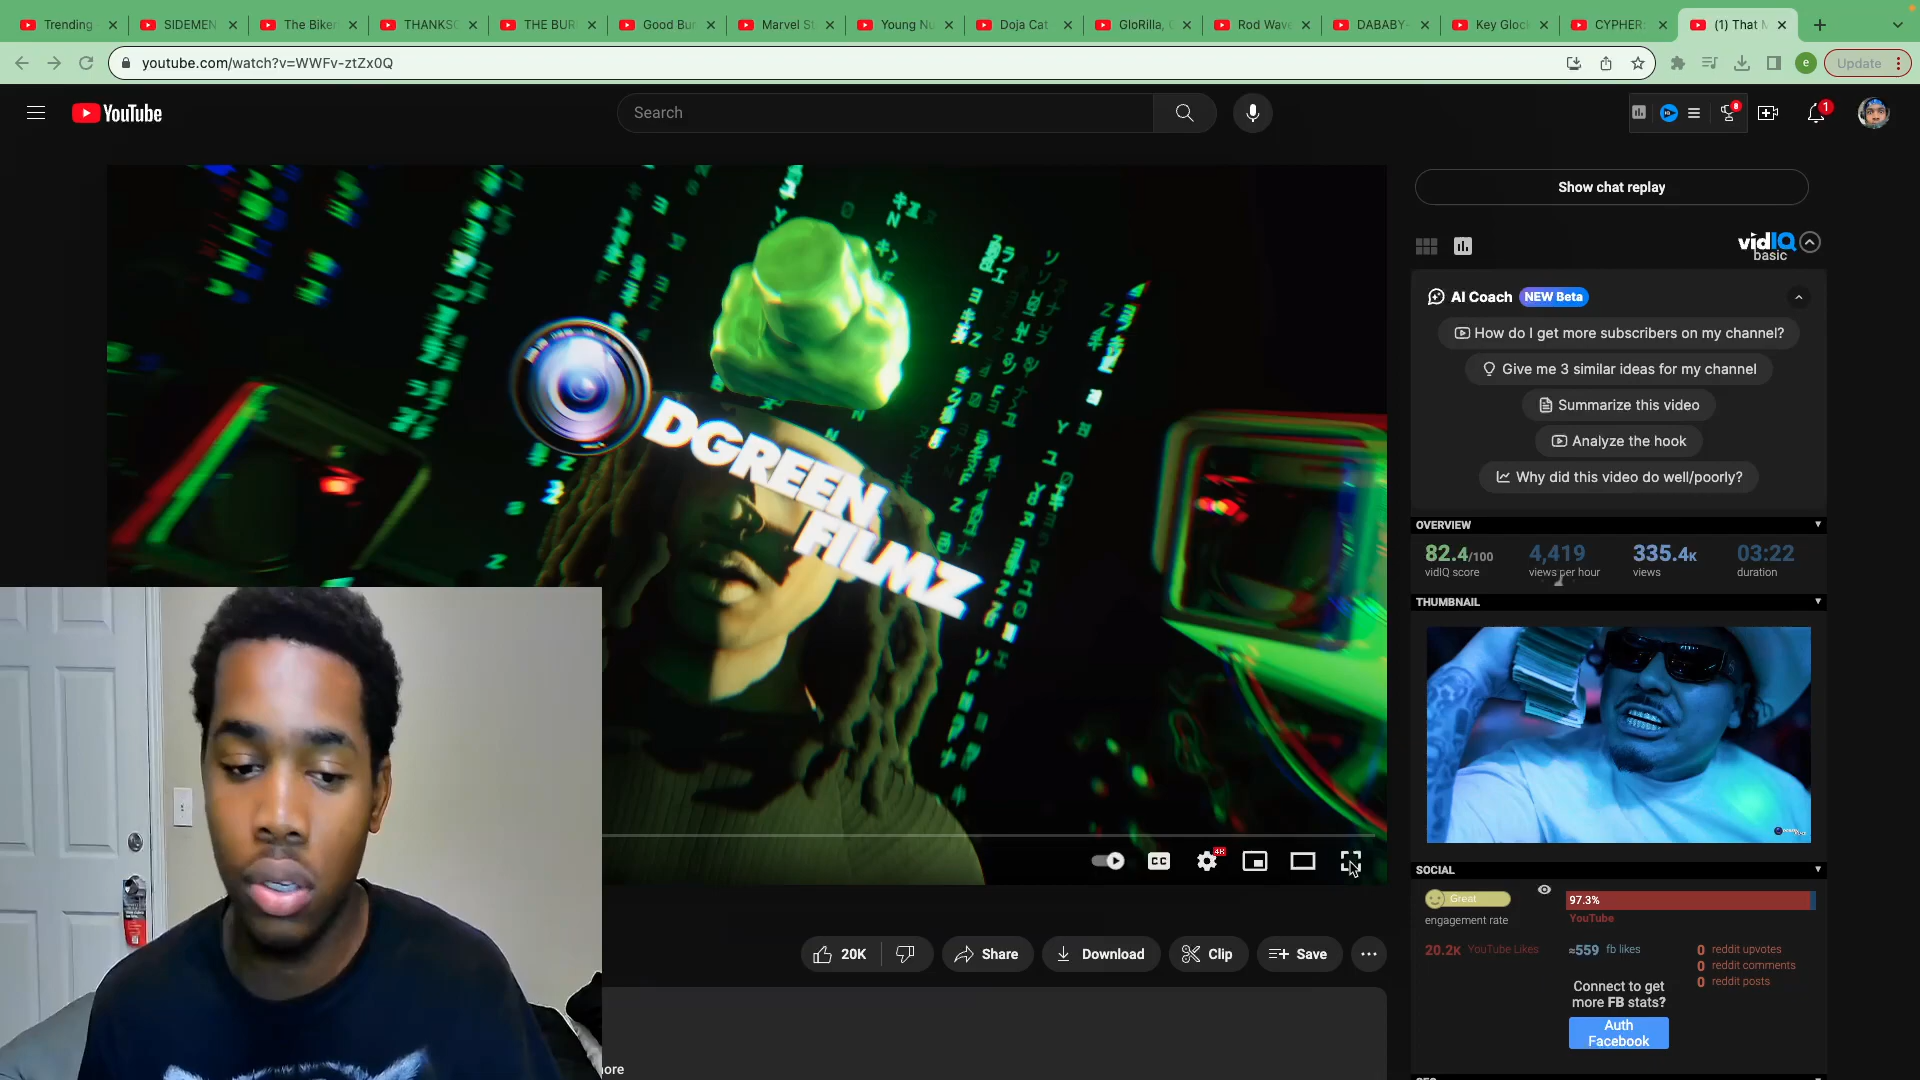 Trending
SIDEMEN
The Biker
THANKSG
THE BUR
Good Bur
Marvel St
Young Nu
Doja Cat
GloRilla, G
Rod Wave
DABABY-
Key Glock
CYPHER:
(1) That M
youtube.com/watch?v=WWFv-ztZx0Q
e
Update
YouTube
Search
1
Show chat replay
vidIQ
basic
AI Coach NEW Beta
How do I get more subscribers on my channel?
Give me 3 similar ideas for my channel
Summarize this video
Analyze the hook
Why did this video do well/poorly?
DGREEN
FILMZ
OVERVIEW
82.4/100
vidIQ score
4,419
views per hour
335.4K
views
03:22
duration
THUMBNAIL
CC
4K
SOCIAL
Great
engagement rate
97.3%
YouTube
20.2K YouTube Likes
≈559 fb likes
0 reddit upvotes
0 reddit comments
0 reddit posts
Connect to get
more FB stats?
Auth
Facebook
20K
Share
Download
Clip
Save
ore